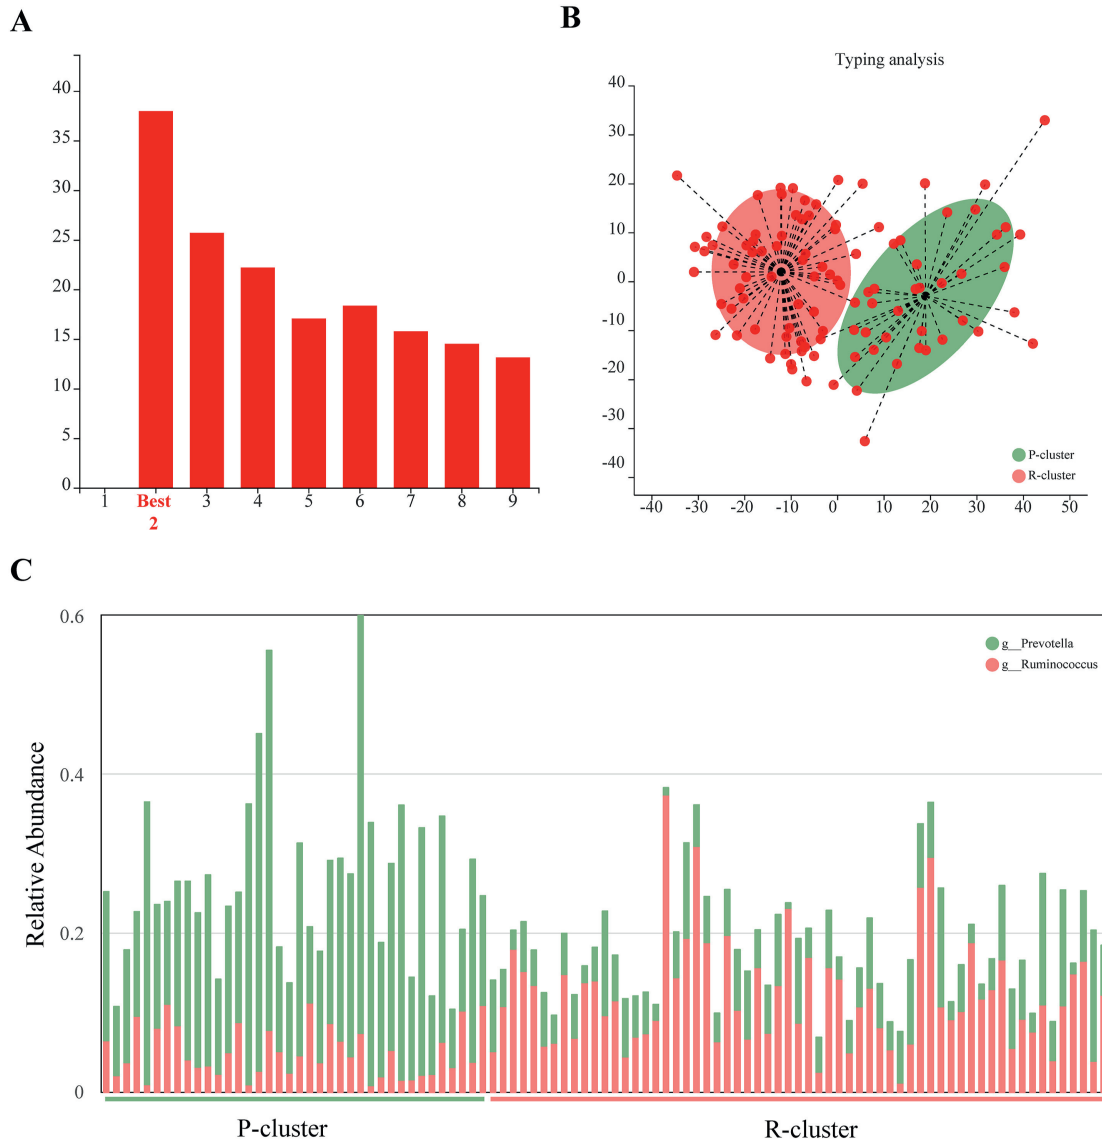 A
40
35
30
25
20
15
10
5
0
1 Best 3 4 5 6 7 8 9
2
B
Typing analysis
40
30
20
10
0
-10
-20
-30
-40
P-cluster
R-cluster
-40 -30 -20 -10 0 10 20 30 40 50
C
Relative Abundance
0.6
0.4
0.2
0
g__Prevotella
g__Ruminococcus
P-cluster R-cluster